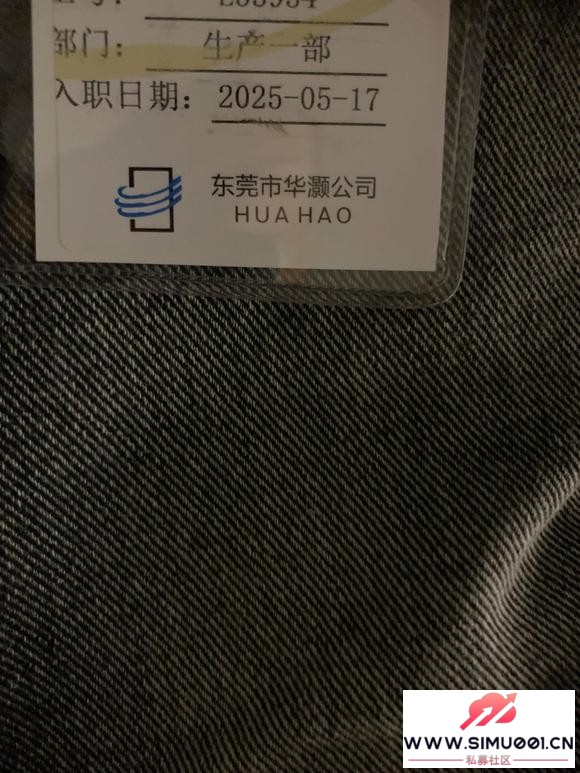 部门：生产一部
入职日期：2025-05-17
东莞市华灏公司
HUA HAO
WWW.SIMU001.CN
私募社区